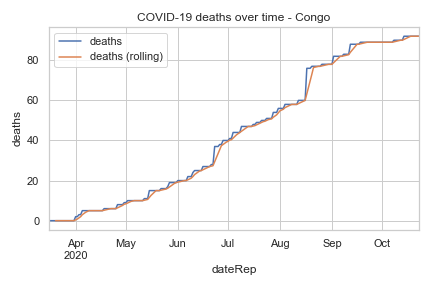 COVID-19 deaths over time - Congo
deaths
deaths (rolling)
80
60
40
20
0
deaths
Apr
2020
May
Jun
Jul
Aug
Sep
Oct
dateRep